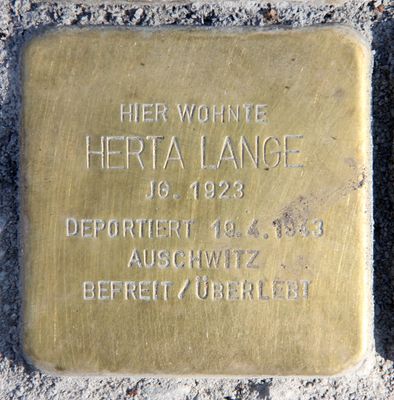 HIER WOHNTE
HERTA LANGE
JG. 1923
DEPORTIERT 19.4.1943
AUSCHWITZ
BEFREIT/ÜBERLEBT